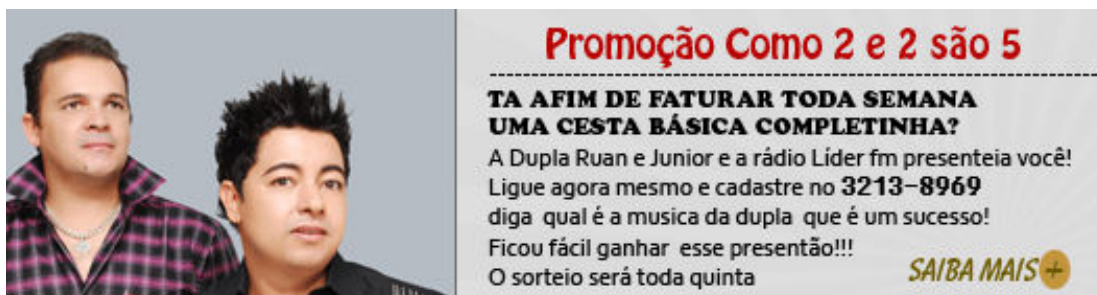 Promoção Como 2 e 2 são 5
TA AFIM DE FATURAR TODA SEMANA
UMA CESTA BÁSICA COMPLETINHA?
A Dupla Ruan e Junior e a rádio Líder fm presenteia você!
Ligue agora mesmo e cadastre no 3213-8969
diga qual é a musica da dupla que é um sucesso!
Ficou fácil ganhar esse presentão!!!
O sorteio será toda quinta
SAIBA MAIS +